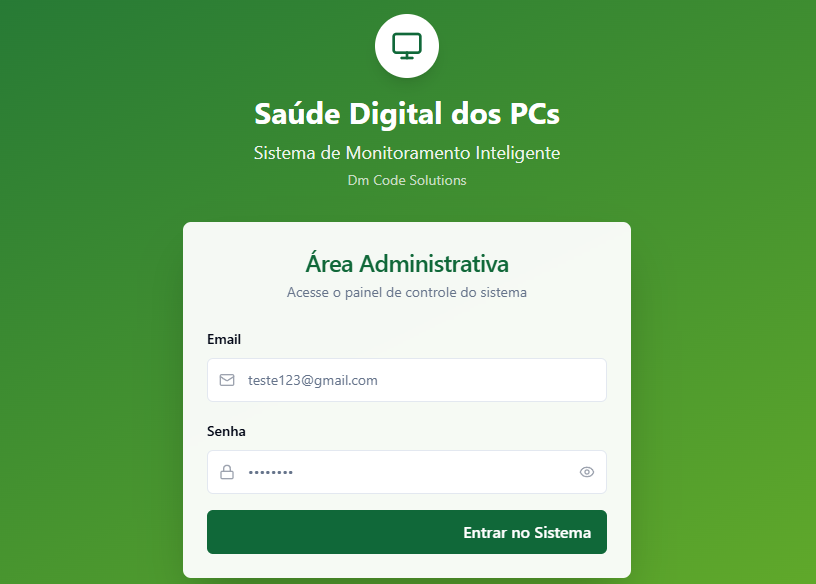 Saúde Digital dos PCs
Sistema de Monitoramento Inteligente
Dm Code Solutions
Área Administrativa
Acesse o painel de controle do sistema
Email
teste123@gmail.com
Senha
••••••••
Entrar no Sistema